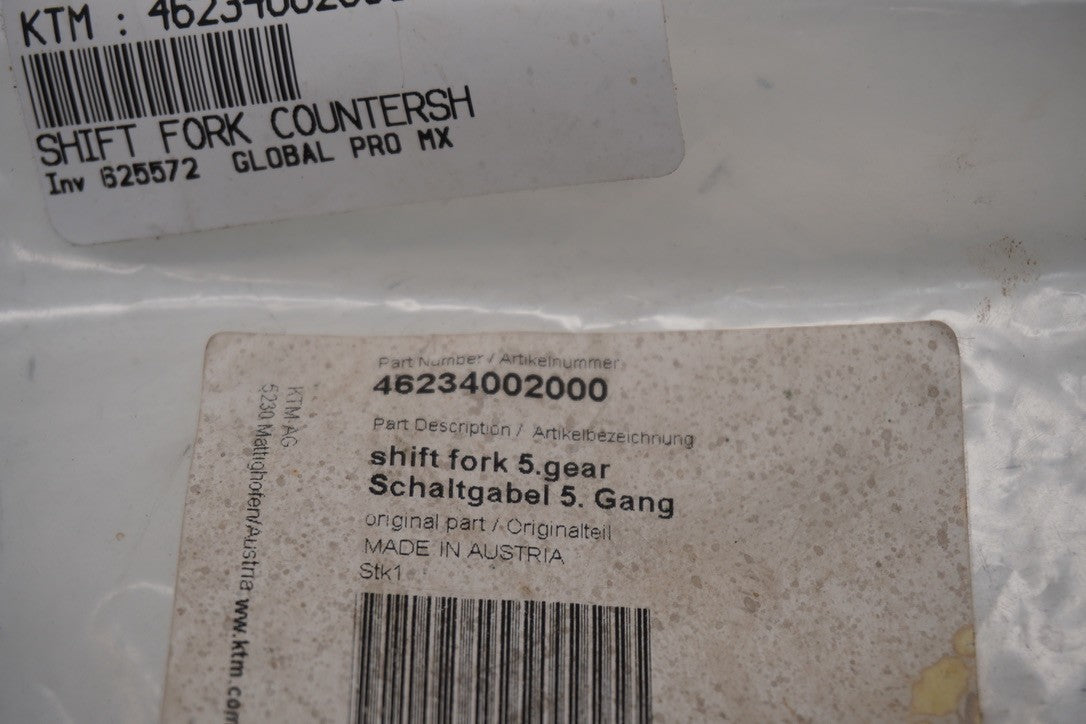 KTM : 46234002000
SHIFT FORK COUNTERSH
Inv 625572 GLOBAL PRO MX
Part Number / Artikelnummer:
46234002000
Part Description / Artikelbezeichnung
shift fork 5.gear
Schaltgabel 5. Gang
original part / Originalteil
MADE IN AUSTRIA
Stk1
KTM AG
5230 Mattighofen/Austria www.ktm.com